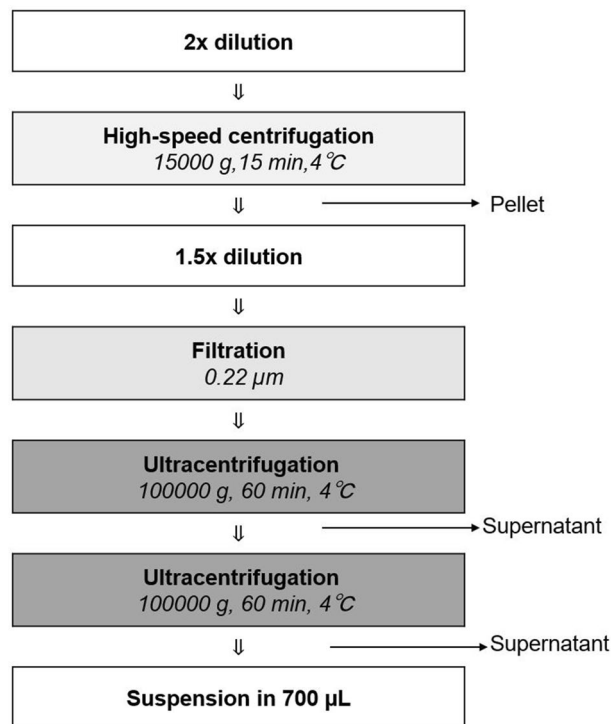 2x dilution
⇓
High-speed centrifugation
15000 g,15 min,4℃
⇓
Pellet
1.5x dilution
⇓
Filtration
0.22 µm
⇓
Ultracentrifugation
100000 g, 60 min, 4℃
⇓
Supernatant
Ultracentrifugation
100000 g, 60 min, 4℃
⇓
Supernatant
Suspension in 700 µL